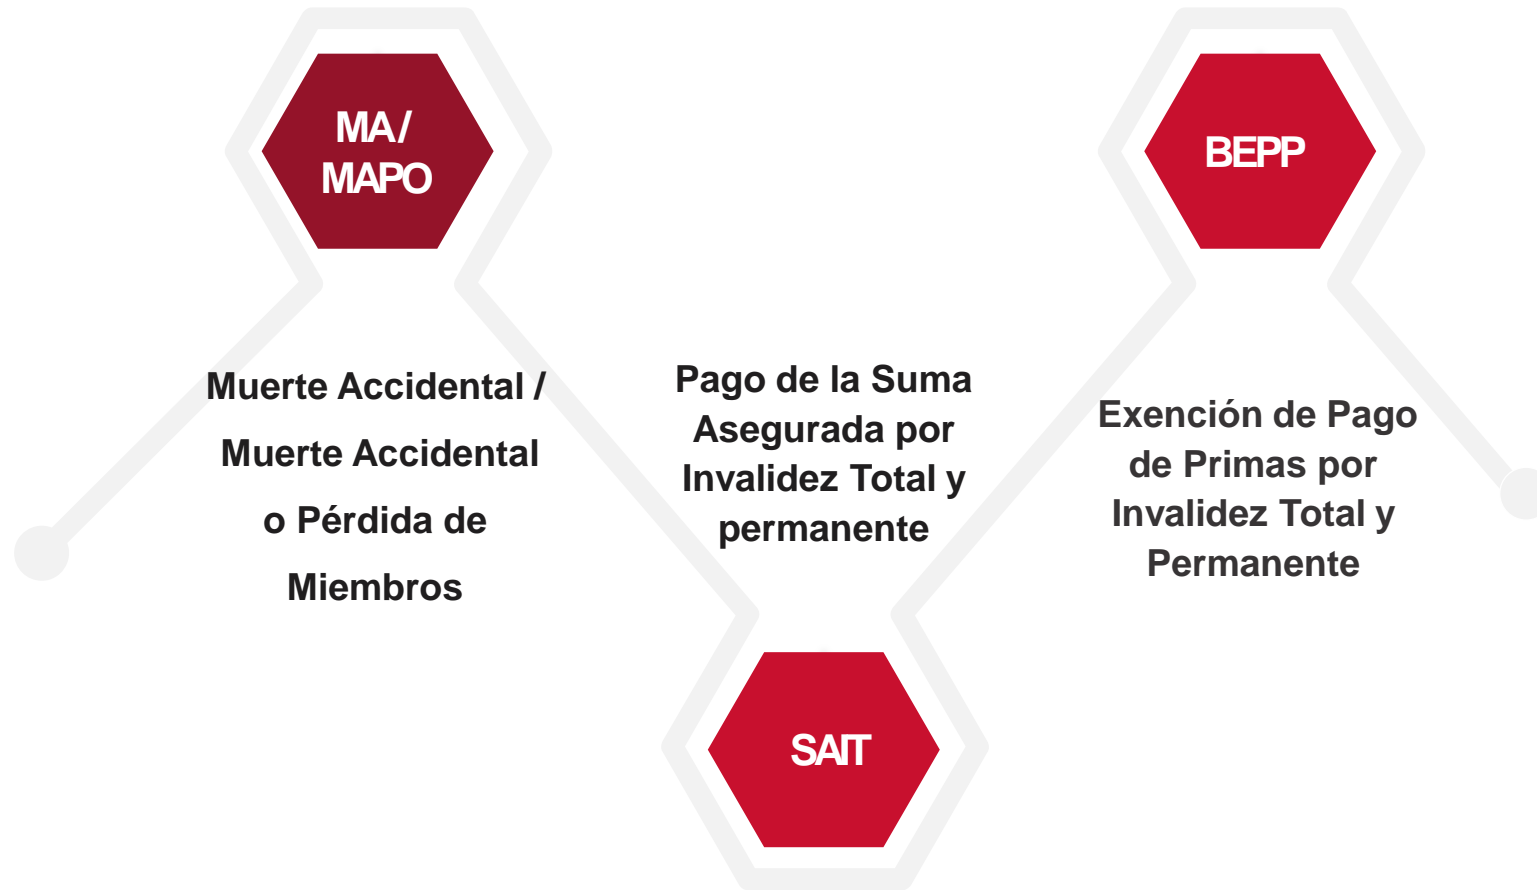 MA /
MAPO
Muerte Accidental /
Muerte Accidental
o Pérdida de
Miembros
Pago de la Suma
Asegurada por
Invalidez Total y
permanente
SAIT
BEPP
Exención de Pago
de Primas por
Invalidez Total y
Permanente